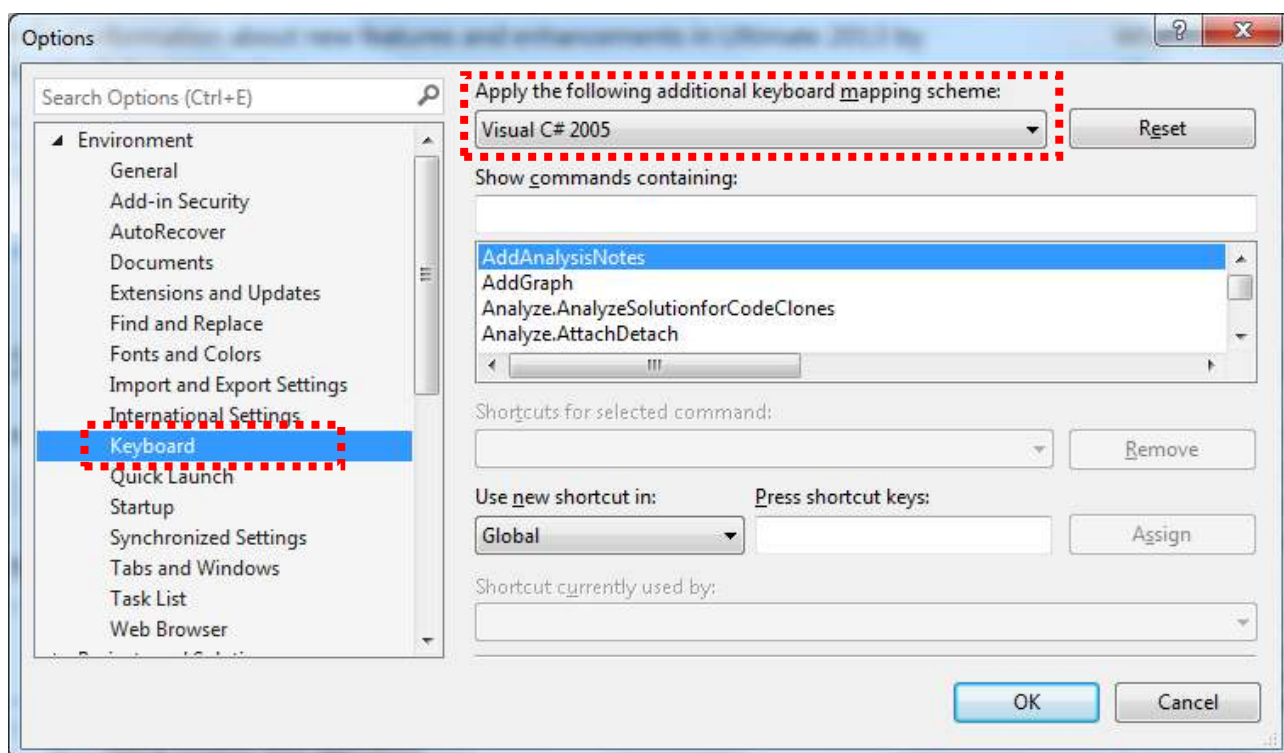 Options
Search Options (Ctrl+E)
Environment
General
Add-in Security
AutoRecover
Documents
Extensions and Updates
Find and Replace
Fonts and Colors
Import and Export Settings
International Settings
Keyboard
Quick Launch
Startup
Synchronized Settings
Tabs and Windows
Task List
Web Browser
Apply the following additional keyboard mapping scheme:
Visual C# 2005
Reset
Show commands containing:
AddAnalysisNotes
AddGraph
Analyze.AnalyzeSolutionforCodeClones
Analyze.AttachDetach
Shortcuts for selected command:
Remove
Use new shortcut in:
Press shortcut keys:
Global
Assign
Shortcut currently used by:
OK
Cancel